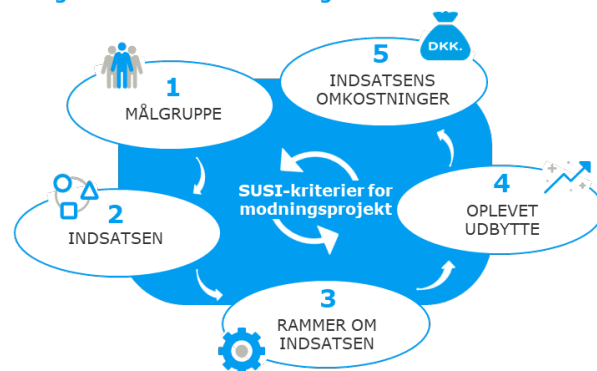 1
MÅLGRUPPE
2
INDSATSEN
3
RAMMER OM
INDSATSEN
4
OPLEVET
UDBYTTE
5
DKK.
INDSATSENS
OMKOSTNINGER
SUSI-kriterier for
modningsprojekt